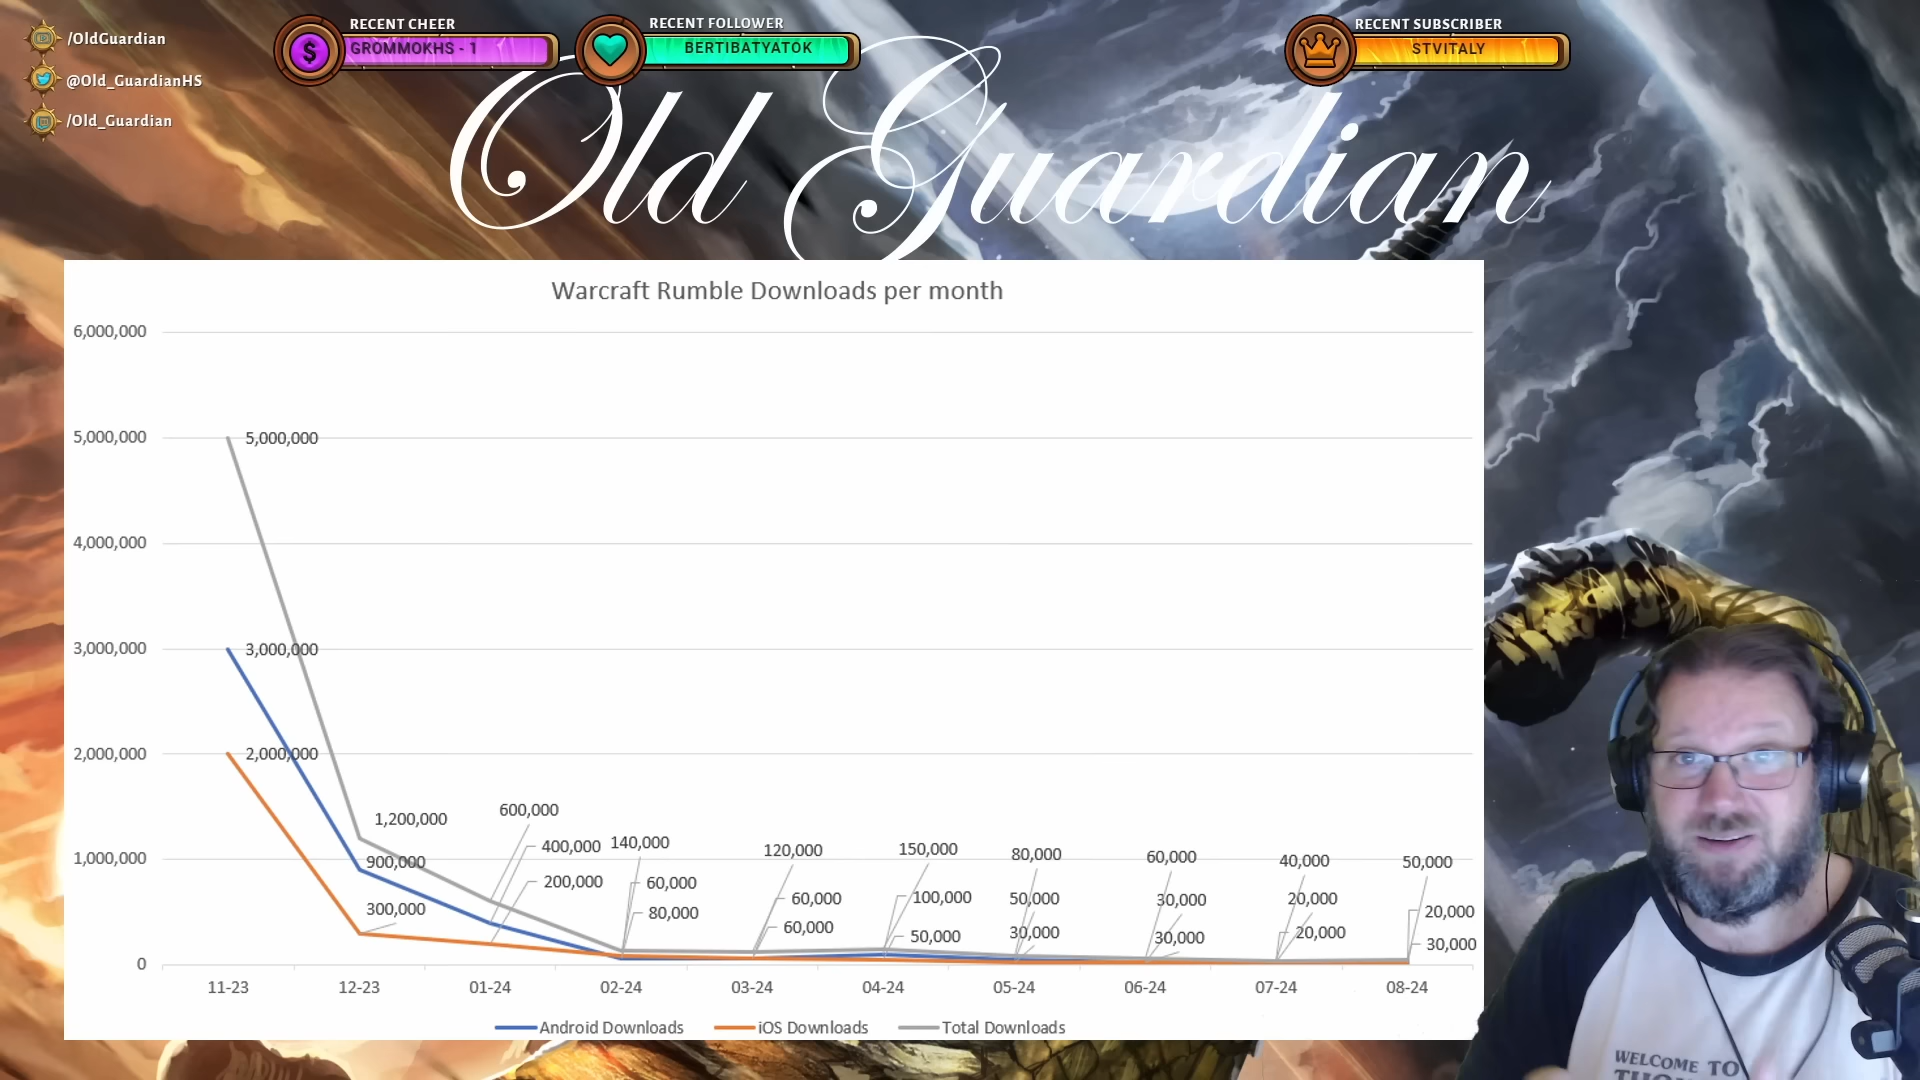 /OldGuardian
@Old_GuardianHS
/Old_Guardian
RECENT CHEER
GROMMOKHS - 1
RECENT FOLLOWER
BERTIBATYATOK
RECENT SUBSCRIBER
STVITALY
Old Guardian
Warcraft Rumble Downloads per month
6,000,000
5,000,000
4,000,000
3,000,000
2,000,000
1,000,000
0
5,000,000
3,000,000
2,000,000
1,200,000
900,000
300,000
600,000
400,000
200,000
140,000
60,000
80,000
120,000
60,000
60,000
150,000
100,000
50,000
80,000
50,000
30,000
60,000
30,000
30,000
40,000
20,000
20,000
50,000
20,000
30,000
11-23 12-23 01-24 02-24 03-24 04-24 05-24 06-24 07-24 08-24
Android Downloads iOS Downloads Total Downloads
WELCOME TO